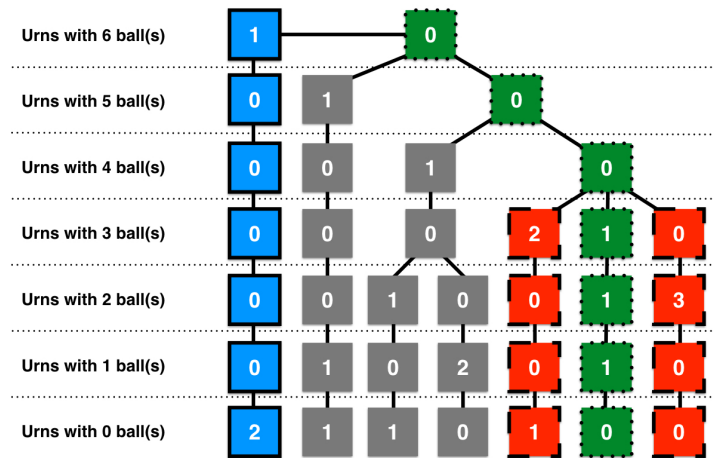 Urns with 6 ball(s) 1 0
Urns with 5 ball(s) 0 1 0
Urns with 4 ball(s) 0 0 1 0
Urns with 3 ball(s) 0 0 0 2 1 0
Urns with 2 ball(s) 0 0 1 0 0 1 3
Urns with 1 ball(s) 0 1 0 2 0 1 0
Urns with 0 ball(s) 2 1 1 0 1 0 0